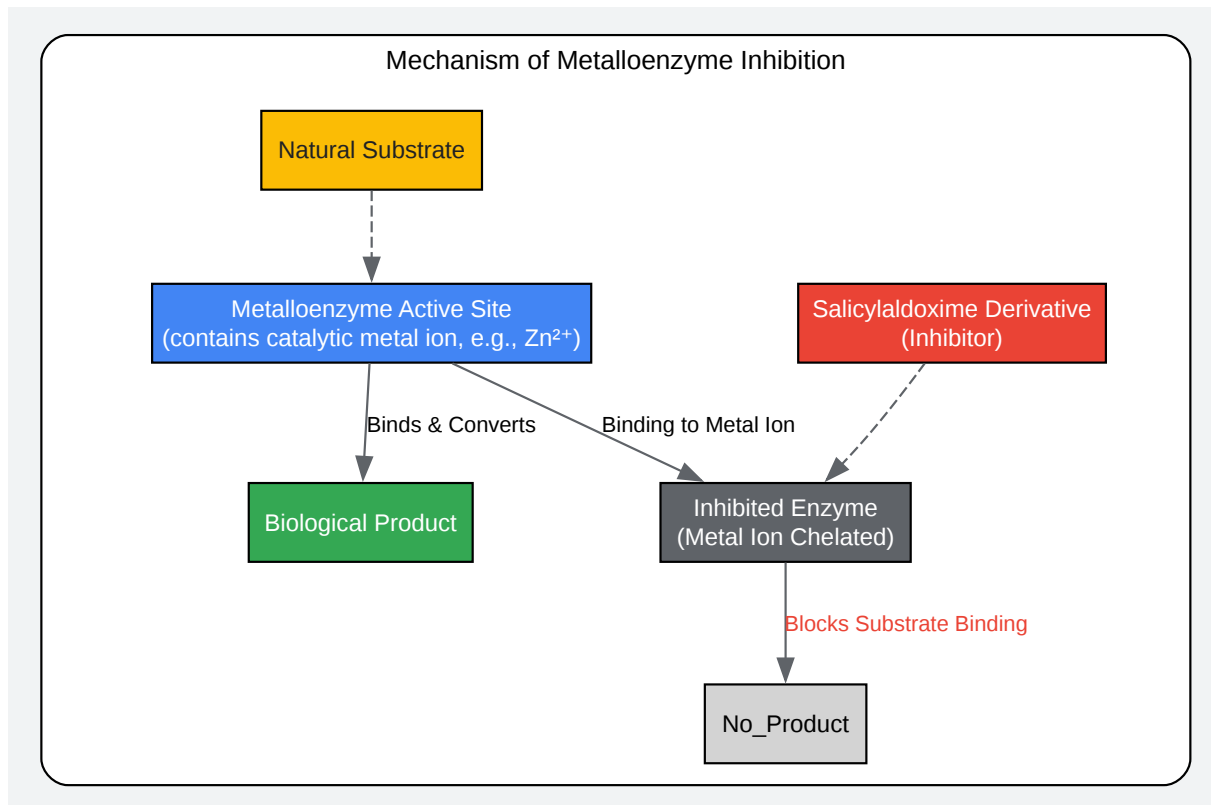 Mechanism of Metalloenzyme Inhibition
Natural Substrate
Metalloenzyme Active Site
(contains catalytic metal ion, e.g., Zn²⁺)
Salicylaldoxime Derivative
(Inhibitor)
Binds & Converts
Binding to Metal Ion
Biological Product
Inhibited Enzyme
(Metal Ion Chelated)
Blocks Substrate Binding
No_Product